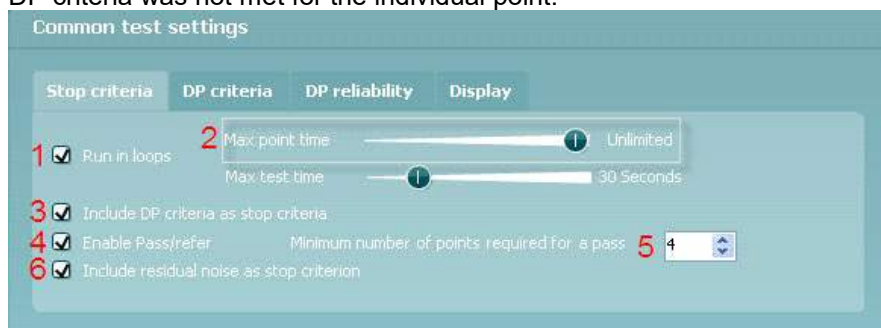 DP criteria was not met for the individual point.
Common test settings
Stop criteria DP criteria DP reliability Display
2 Max point time Unlimited
1 Run in loops
Max test time 30 Seconds
3 Include DP criteria as stop criteria
4 Enable Pass/refer Minimum number of points required for a pass 5 4
6 Include residual noise as stop criterion